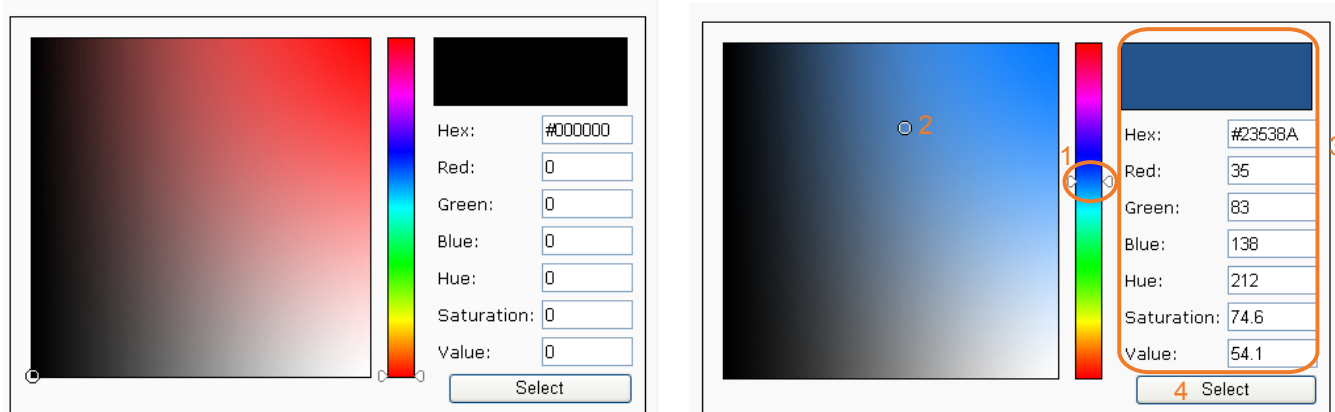 Hex: #000000
Red: 0
Green: 0
Blue: 0
Hue: 0
Saturation: 0
Value: 0
Select
2
1
Hex: #23538A
Red: 35
Green: 83
Blue: 138
Hue: 212
Saturation: 74.6
Value: 54.1
4 Select